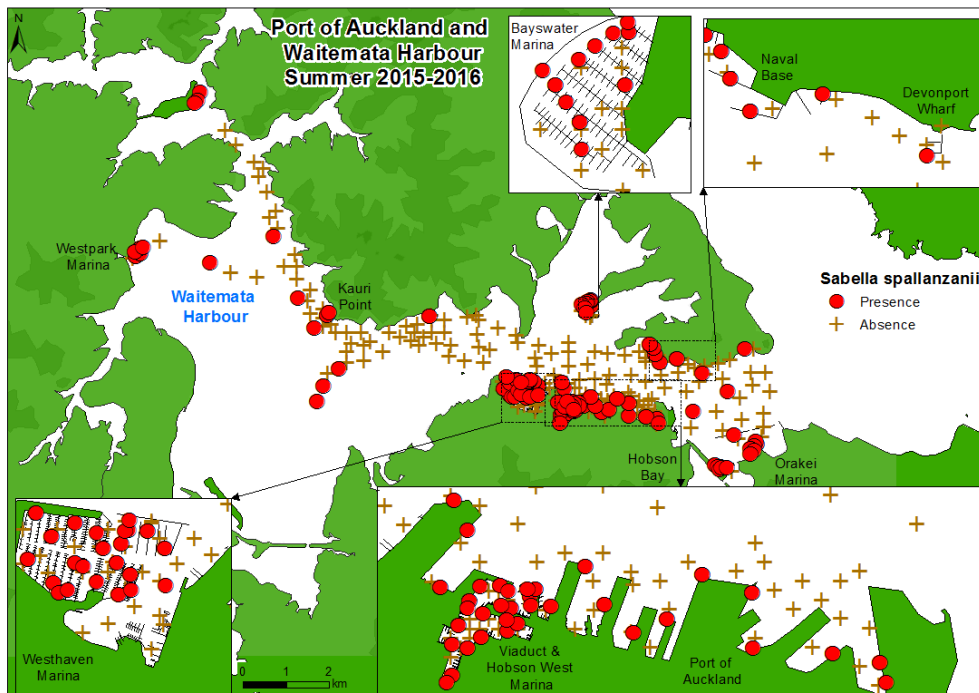 N
Port of Auckland and
Waitemata Harbour
Summer 2015-2016
Bayswater
Marina
Naval
Base
Devonport
Wharf
Westpark
Marina
Waitemata
Harbour
Kauri
Point
Sabella spallanzanii
Presence
Absence
Hobson
Bay
Orakei
Marina
Westhaven
Marina
0 1 2
km
Viaduct &
Hobson West
Marina
Port of
Auckland